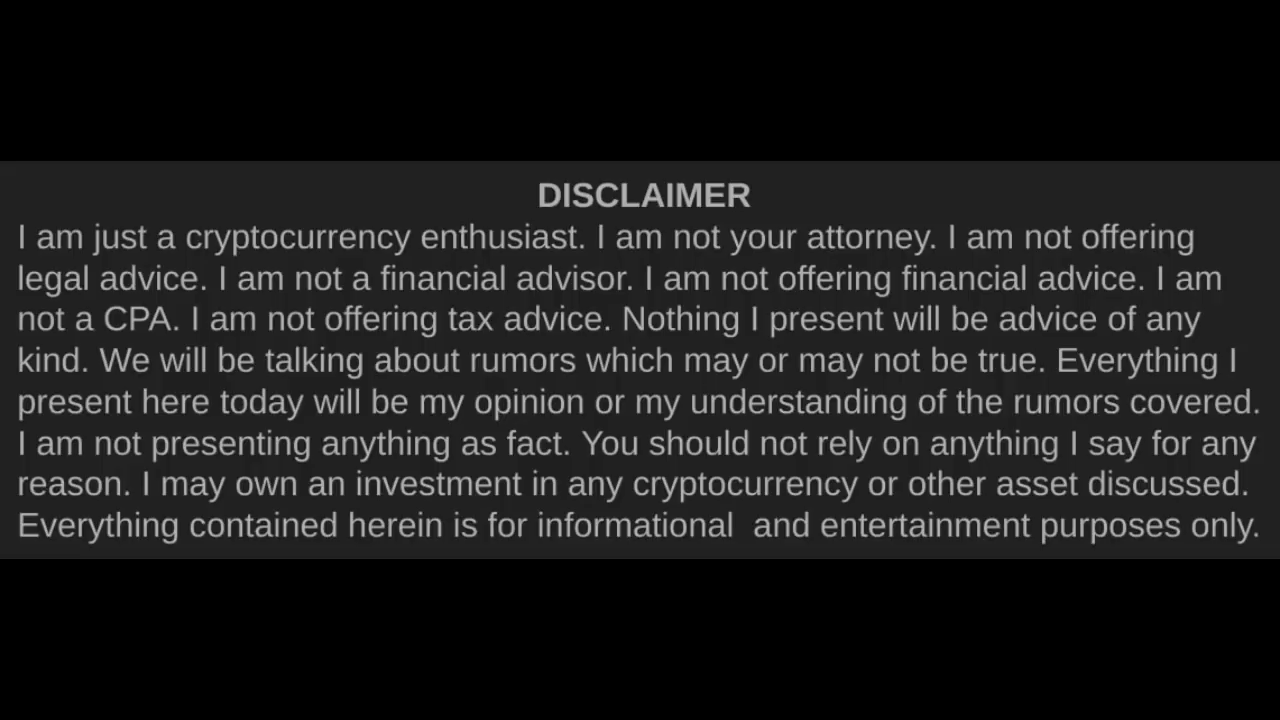 DISCLAIMER
I am just a cryptocurrency enthusiast. I am not your attorney. I am not offering
legal advice. I am not a financial advisor. I am not offering financial advice. I am
not a CPA. I am not offering tax advice. Nothing I present will be advice of any
kind. We will be talking about rumors which may or may not be true. Everything I
present here today will be my opinion or my understanding of the rumors covered.
I am not presenting anything as fact. You should not rely on anything I say for any
reason. I may own an investment in any cryptocurrency or other asset discussed.
Everything contained herein is for informational  and entertainment purposes only.